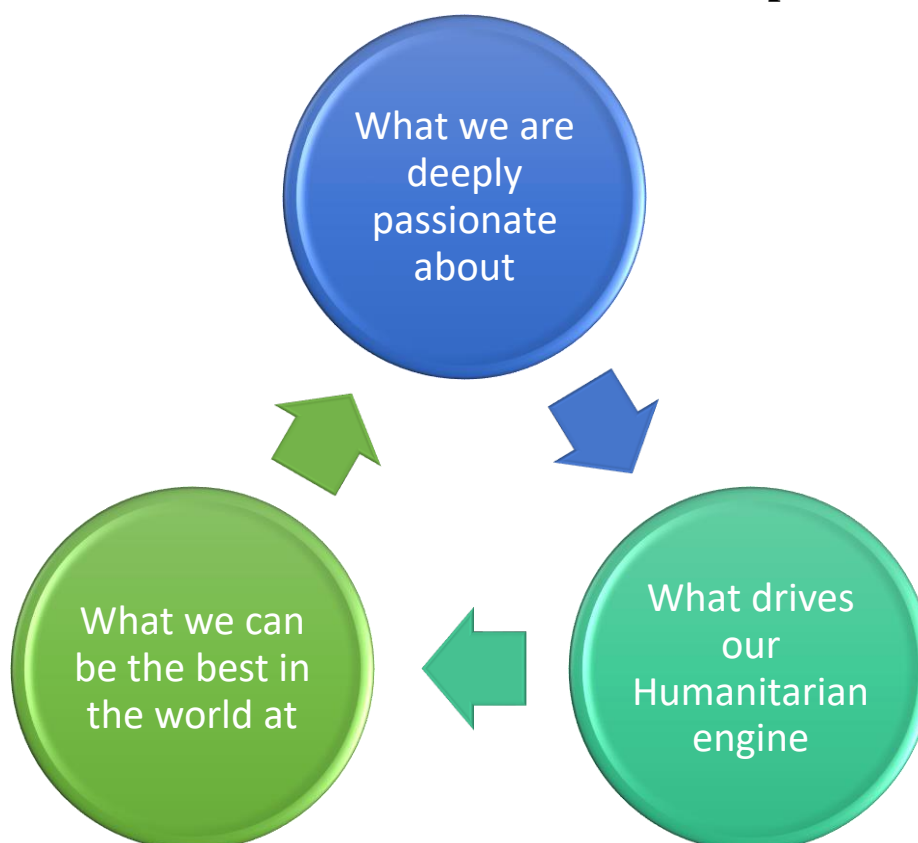 What we are
deeply
passionate
about
What drives
our
Humanitarian
engine
What we can
be the best in
the world at